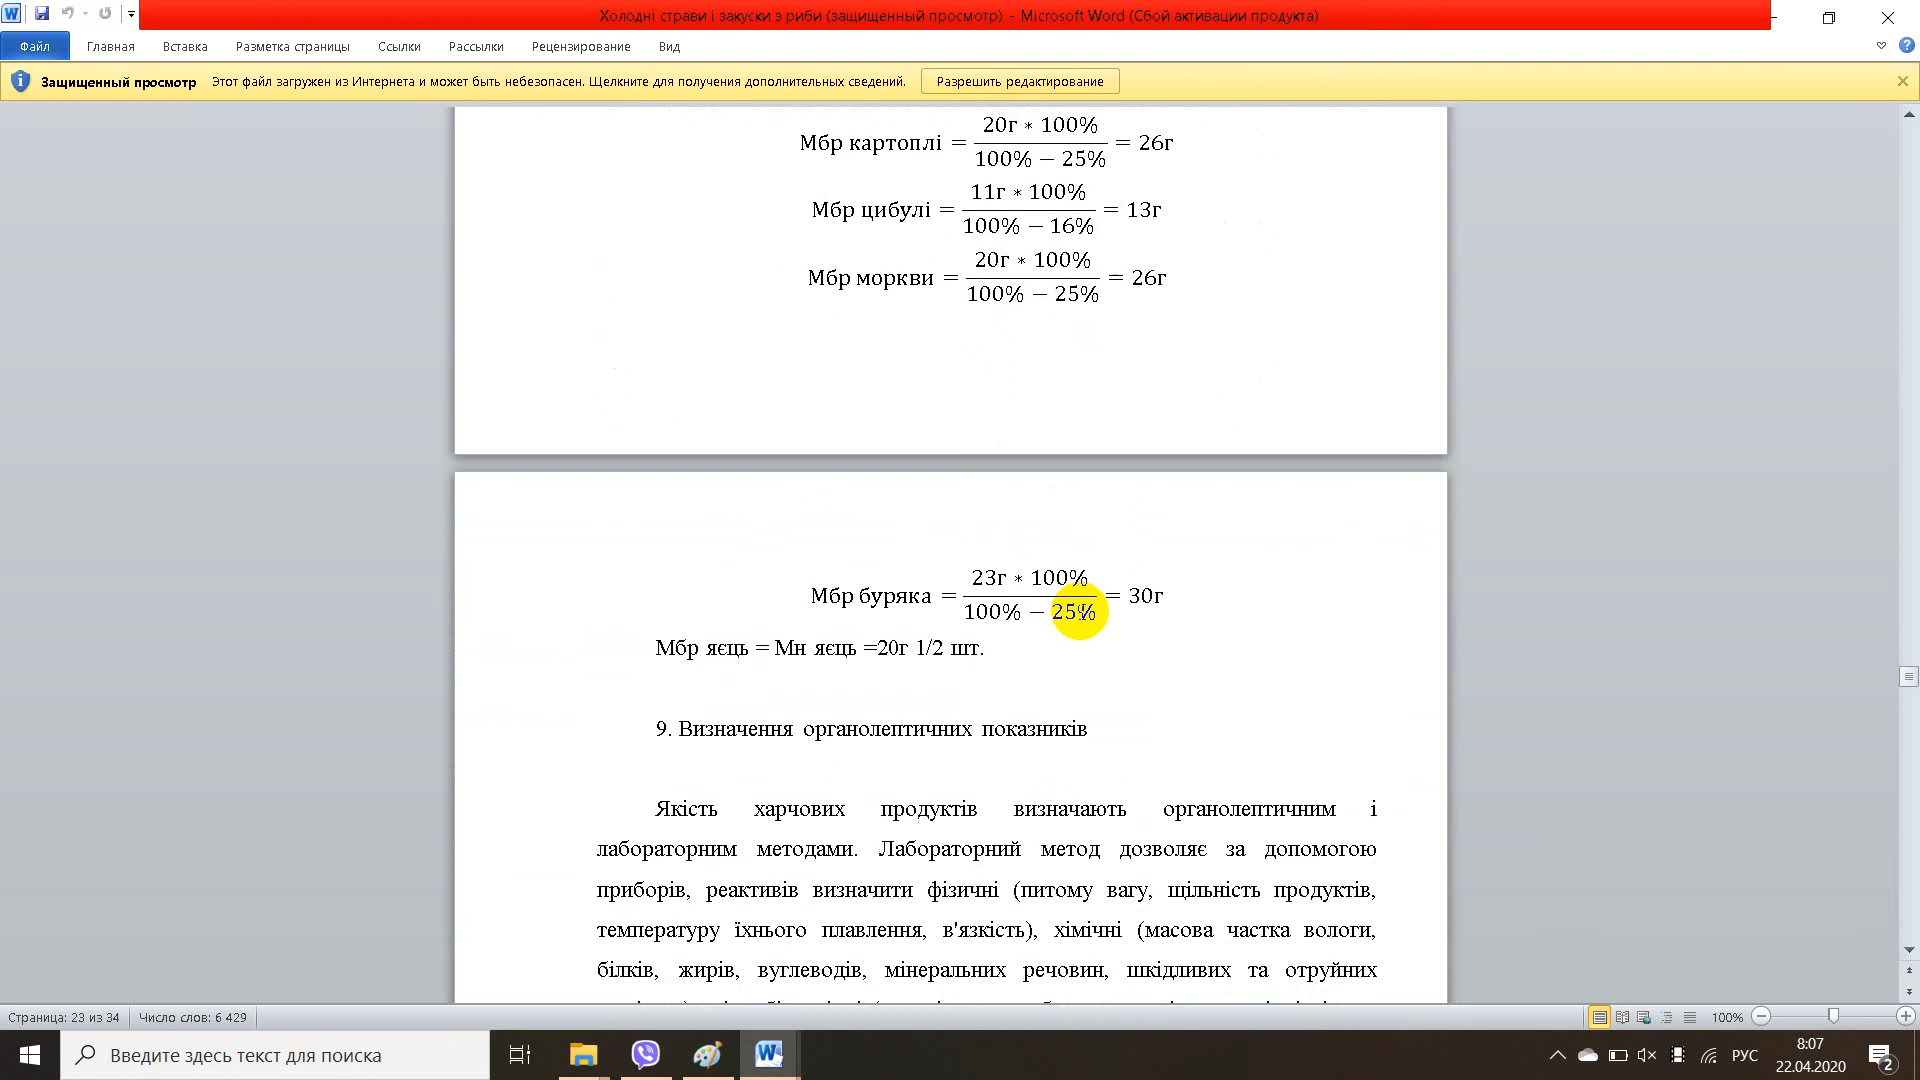 Холодні страви і закуски з риби (защищенный просмотр) - Microsoft Word (Сбой активации продукта)
Файл Главная Вставка Разметка страницы Ссылки Рассылки Рецензирование Вид
Защищенный просмотр Этот файл загружен из Интернета и может быть небезопасен. Щелкните для получения дополнительных сведений. Разрешить редактирование
Мбр картоплі = 20г ∗ 100% / 100% − 25% = 26г
Мбр цибулі = 11г ∗ 100% / 100% − 16% = 13г
Мбр моркви = 20г ∗ 100% / 100% − 25% = 26г
Мбр буряка = 23г ∗ 100% / 100% − 25% = 30г
Мбр яєць = Мн яєць =20г 1/2 шт.
9. Визначення органолептичних показників
Якість харчових продуктів визначають органолептичним і
лабораторним методами. Лабораторний метод дозволяє за допомогою
приборів, реактивів визначити фізичні (питому вагу, щільність продуктів,
температуру їхнього плавлення, в'язкість), хімічні (масова частка вологи,
білків, жирів, вуглеводів, мінеральних речовин, шкідливих та отруйних
Страница: 23 из 34 Число слов: 6 429 100%
Введите здесь текст для поиска
РУС 8:07
22.04.2020 2